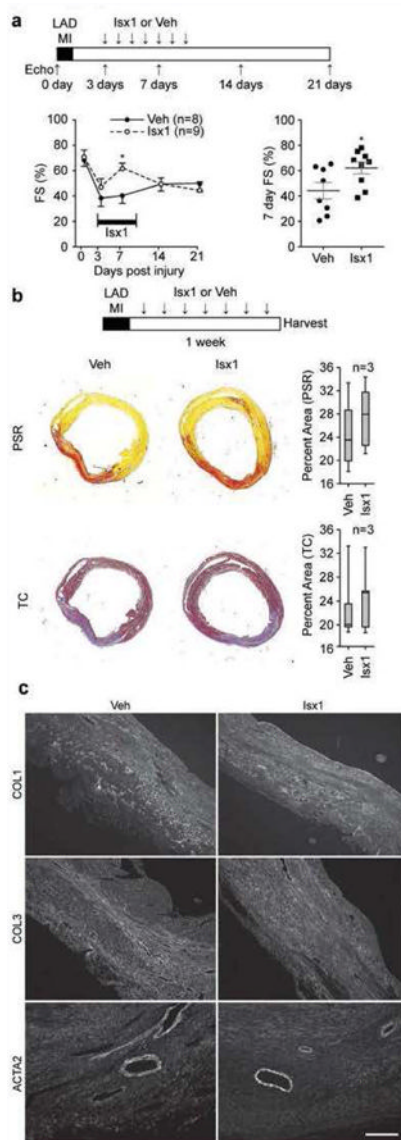 a
LAD
MI
Isx1 or Veh
↓ ↓ ↓ ↓ ↓ ↓ ↓
Echo↑ ↑ ↑ ↑ ↑
0 day 3 days 7 days 14 days 21 days
Veh (n=8)
Isx1 (n=9)
FS (%)
100
80
60
40
20
0
*
Isx1
0 3 7 14 21
Days post injury
7 day FS (%)
100
80
60
40
20
0
*
Veh Isx1
b
LAD
MI
Isx1 or Veh
↓ ↓ ↓ ↓ ↓ ↓ ↓
Harvest
1 week
Veh Isx1
PSR
Percent Area (PSR)
36
32
28
24
20
16
n=3
Veh
Isx1
TC
Percent Area (TC)
36
32
28
24
20
16
n=3
Veh
Isx1
c
Veh Isx1
COL1
COL3
ACTA2